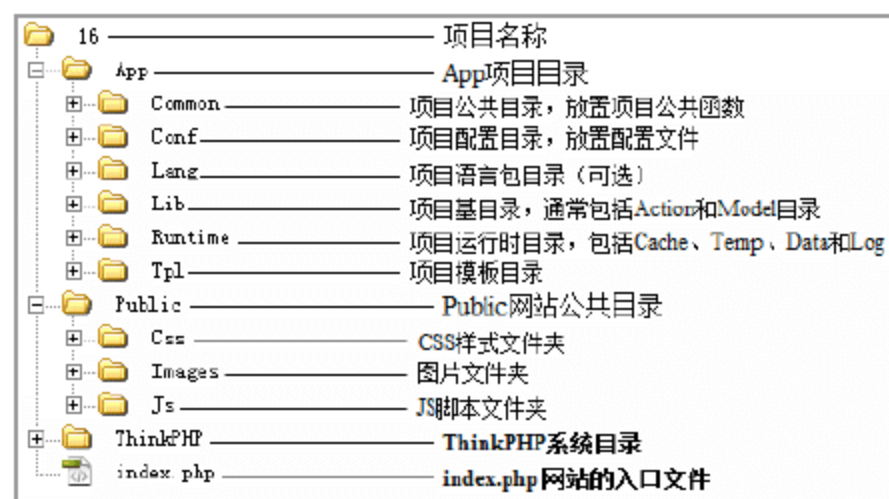 16 项目名称
App App项目目录
Common 项目公共目录，放置项目公共函数
Conf 项目配置目录，放置配置文件
Lang 项目语言包目录（可选）
Lib 项目基目录，通常包括Action和Model目录
Runtime 项目运行时目录，包括Cache、Temp、Data和Log
Tpl 项目模板目录
Public Public网站公共目录
Css CSS样式文件夹
Images 图片文件夹
Js JS脚本文件夹
ThinkPHP ThinkPHP系统目录
index.php index.php网站的入口文件